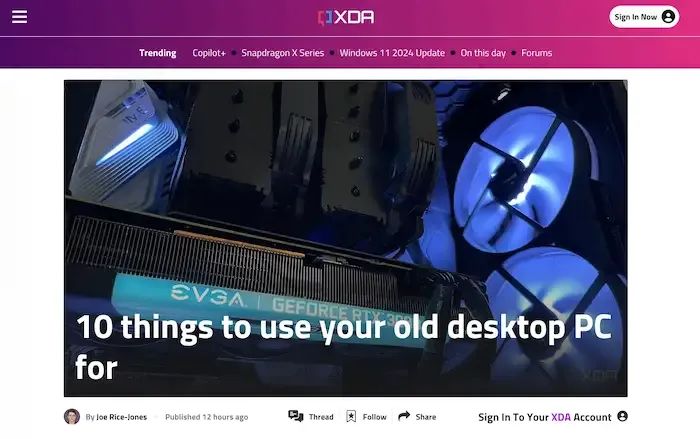 XDA
Sign In Now
Trending Copilot+ Snapdragon X Series Windows 11 2024 Update On this day Forums
EVGA GEFORCE RTX
10 things to use your old desktop PC
for
XDA
By Joe Rice-Jones Published 12 hours ago Thread Follow Share Sign In To Your XDA Account